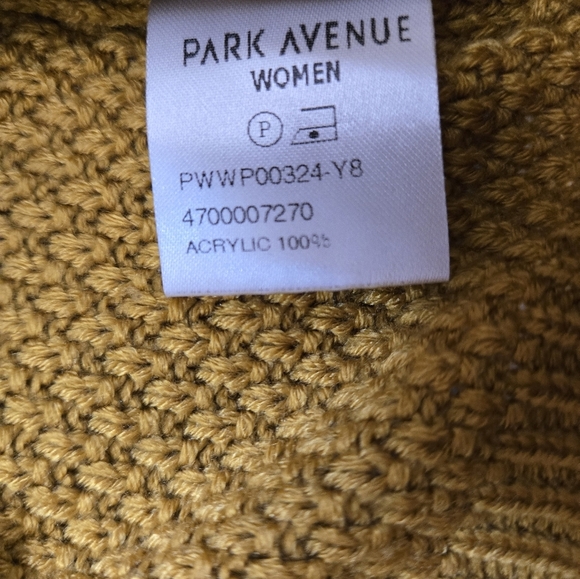 PARK AVENUE
WOMEN
P
PWWP00324-Y8
4700007270
ACRYLIC 100%